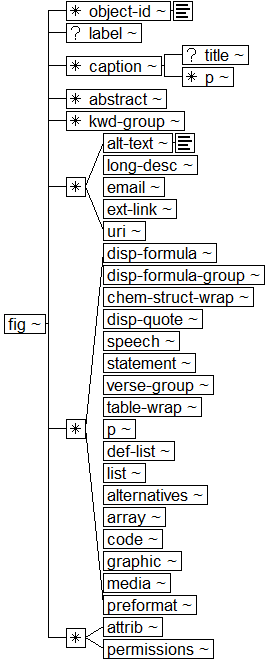 * object-id ~
? label ~
* caption ~
? title ~
* p ~
* abstract ~
* kwd-group ~
*
alt-text ~
long-desc ~
email ~
ext-link ~
uri ~
fig ~
*
disp-formula ~
disp-formula-group ~
chem-struct-wrap ~
disp-quote ~
speech ~
statement ~
verse-group ~
table-wrap ~
p ~
def-list ~
list ~
alternatives ~
array ~
code ~
graphic ~
media ~
preformat ~
*
attrib ~
permissions ~